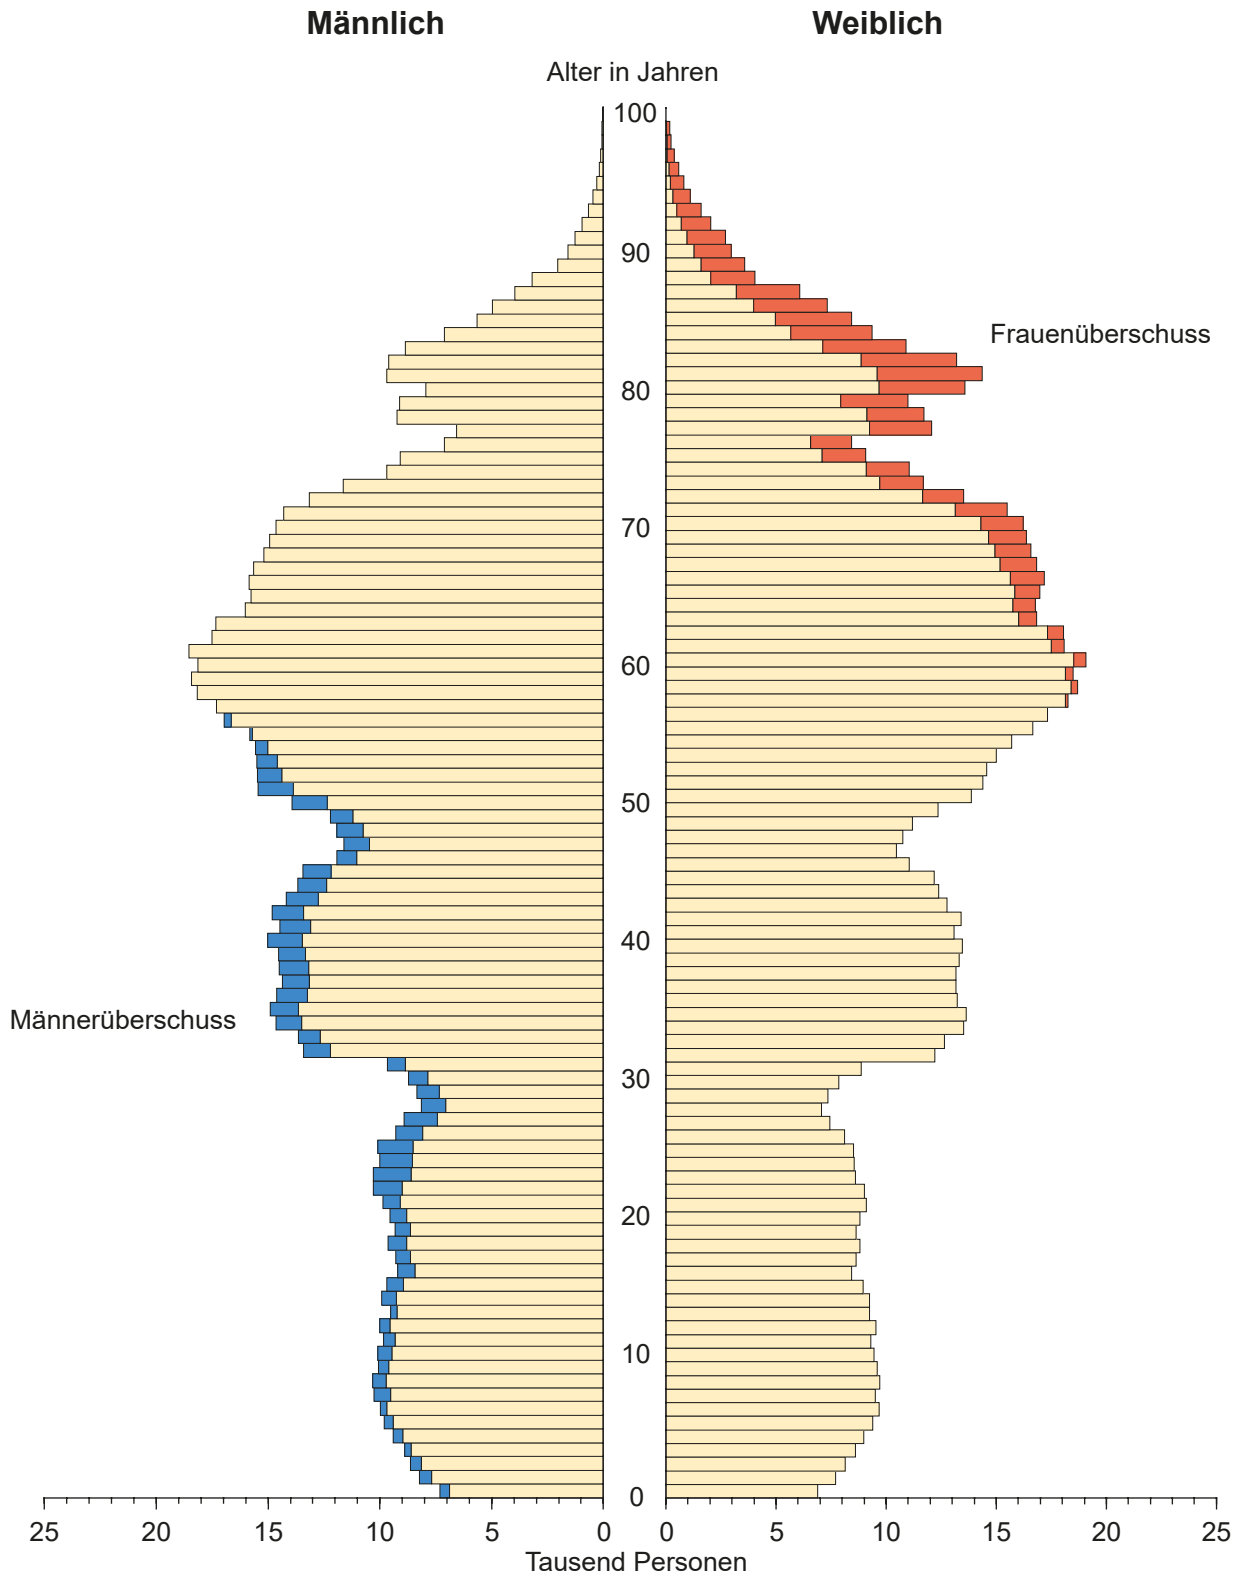 Männlich
Weiblich
Alter in Jahren
100
90
Frauenüberschuss
80
70
60
50
40
Männerüberschuss
30
20
10
0
25 20 15 10 5 0 0 5 10 15 20 25
Tausend Personen